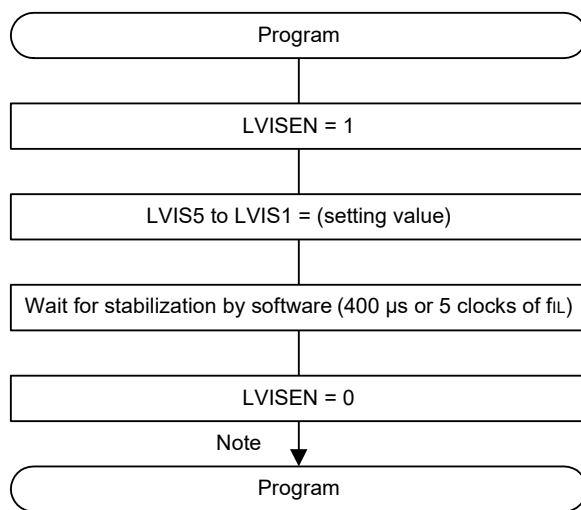 Program
LVISEN = 1
LVIS5 to LVIS1 = (setting value)
Wait for stabilization by software (400 µs or 5 clocks of fIL)
LVISEN = 0
Note
Program